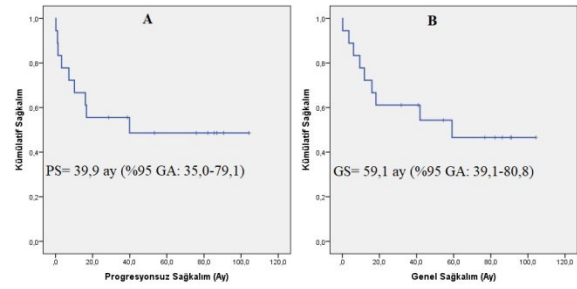 A
Kümülatif Sağkalım
1,0
0,8
0,6
0,4
0,2
0,0
PS= 39,9 ay (%95 GA: 35,0-79,1)
,0 20,0 40,0 60,0 80,0 100,0 120,0
Progresyonsuz Sağkalım (Ay)
B
Kümülatif Sağkalım
1,0
0,8
0,6
0,4
0,2
0,0
GS= 59,1 ay (%95 GA: 39,1-80,8)
,0 20,0 40,0 60,0 80,0 100,0 120,0
Genel Sağkalım (Ay)